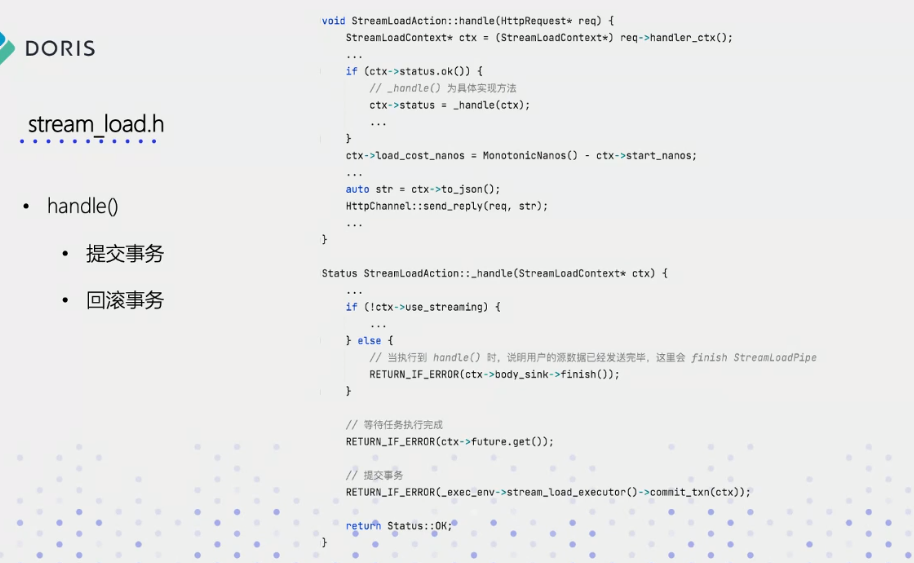 DORIS
stream_load.h
• handle()
• 提交事务
• 回滚事务
void StreamLoadAction::handle(HttpRequest* req) {
    StreamLoadContext* ctx = (StreamLoadContext*) req->handler_ctx();
    ...
    if (ctx->status.ok()) {
        // _handle() 为具体实现方法
        ctx->status = _handle(ctx);
        ...
    }
    ctx->load_cost_nanos = MonotonicNanos() - ctx->start_nanos;
    ...
    auto str = ctx->to_json();
    HttpChannel::send_reply(req, str);
    ...
}
Status StreamLoadAction::_handle(StreamLoadContext* ctx) {
    ...
    if (!ctx->use_streaming) {
        ...
    } else {
        // 当执行到 handle() 时，说明用户的源数据已经发送完毕，这里会 finish StreamLoadPipe
        RETURN_IF_ERROR(ctx->body_sink->finish());
    }
    // 等待任务执行完成
    RETURN_IF_ERROR(ctx->future.get());
    // 提交事务
    RETURN_IF_ERROR(_exec_env->stream_load_executor()->commit_txn(ctx));
    return Status::OK;
}